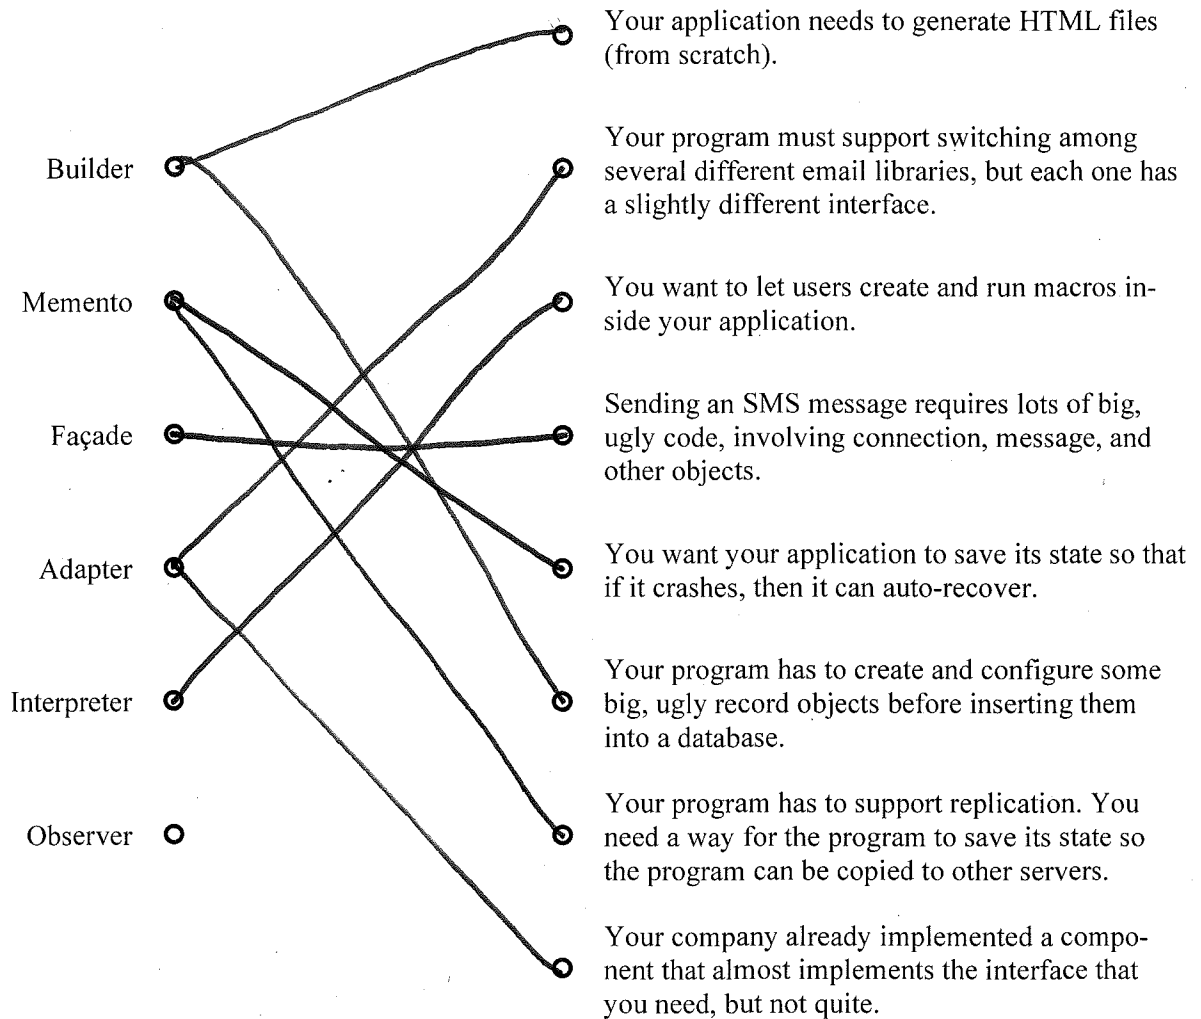 Builder
Memento
Façade
Adapter
Interpreter
Observer
Your application needs to generate HTML files
(from scratch).
Your program must support switching among
several different email libraries, but each one has
a slightly different interface.
You want to let users create and run macros in-
side your application.
Sending an SMS message requires lots of big,
ugly code, involving connection, message, and
other objects.
You want your application to save its state so that
if it crashes, then it can auto-recover.
Your program has to create and configure some
big, ugly record objects before inserting them
into a database.
Your program has to support replication. You
need a way for the program to save its state so
the program can be copied to other servers.
Your company already implemented a compo-
nent that almost implements the interface that
you need, but not quite.